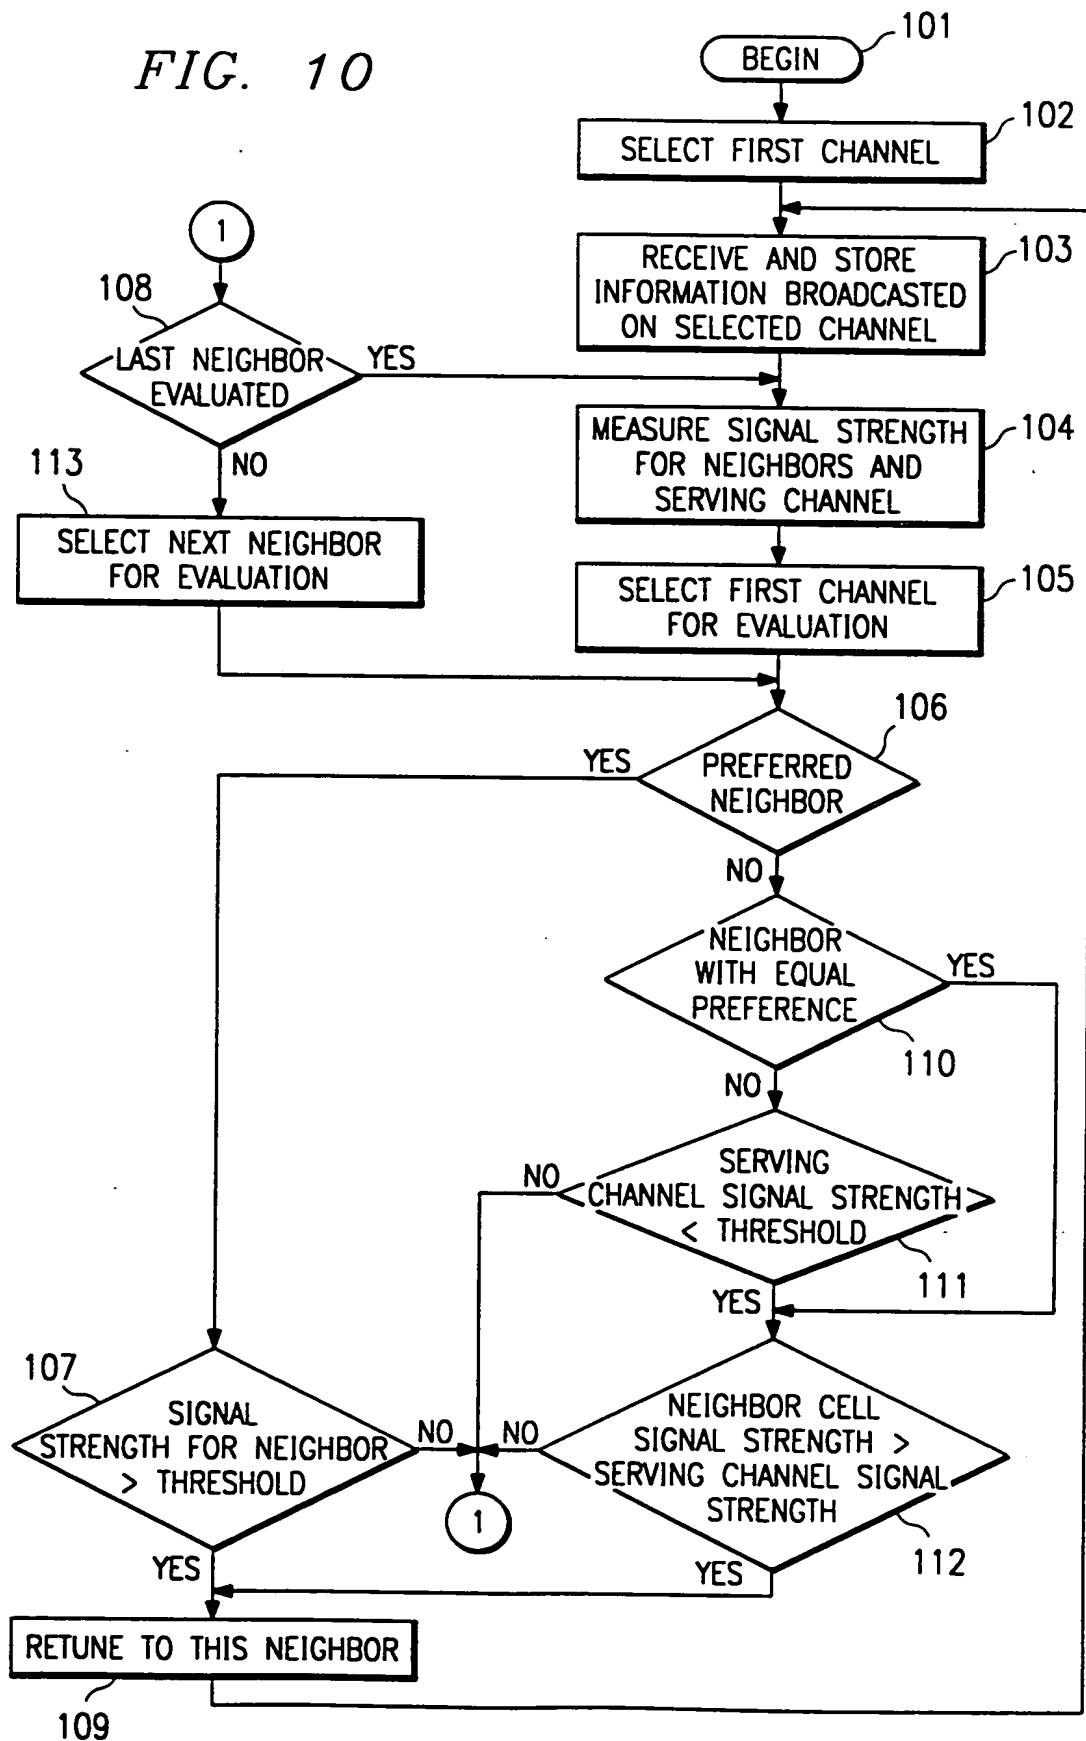 FIG. 10
BEGIN
101
SELECT FIRST CHANNEL
102
RECEIVE AND STORE
INFORMATION BROADCASTED
ON SELECTED CHANNEL
103
1
108
LAST NEIGHBOR
EVALUATED
YES
NO
MEASURE SIGNAL STRENGTH
FOR NEIGHBORS AND
SERVING CHANNEL
104
113
SELECT NEXT NEIGHBOR
FOR EVALUATION
SELECT FIRST CHANNEL
FOR EVALUATION
105
106
PREFERRED
NEIGHBOR
YES
NO
NEIGHBOR
WITH EQUAL
PREFERENCE
YES
110
NO
SERVING
CHANNEL SIGNAL STRENGTH
< THRESHOLD
NO
111
YES
107
SIGNAL
STRENGTH FOR NEIGHBOR
> THRESHOLD
NO
NO
NEIGHBOR CELL
SIGNAL STRENGTH >
SERVING CHANNEL SIGNAL
STRENGTH
1
112
YES
YES
RETUNE TO THIS NEIGHBOR
109